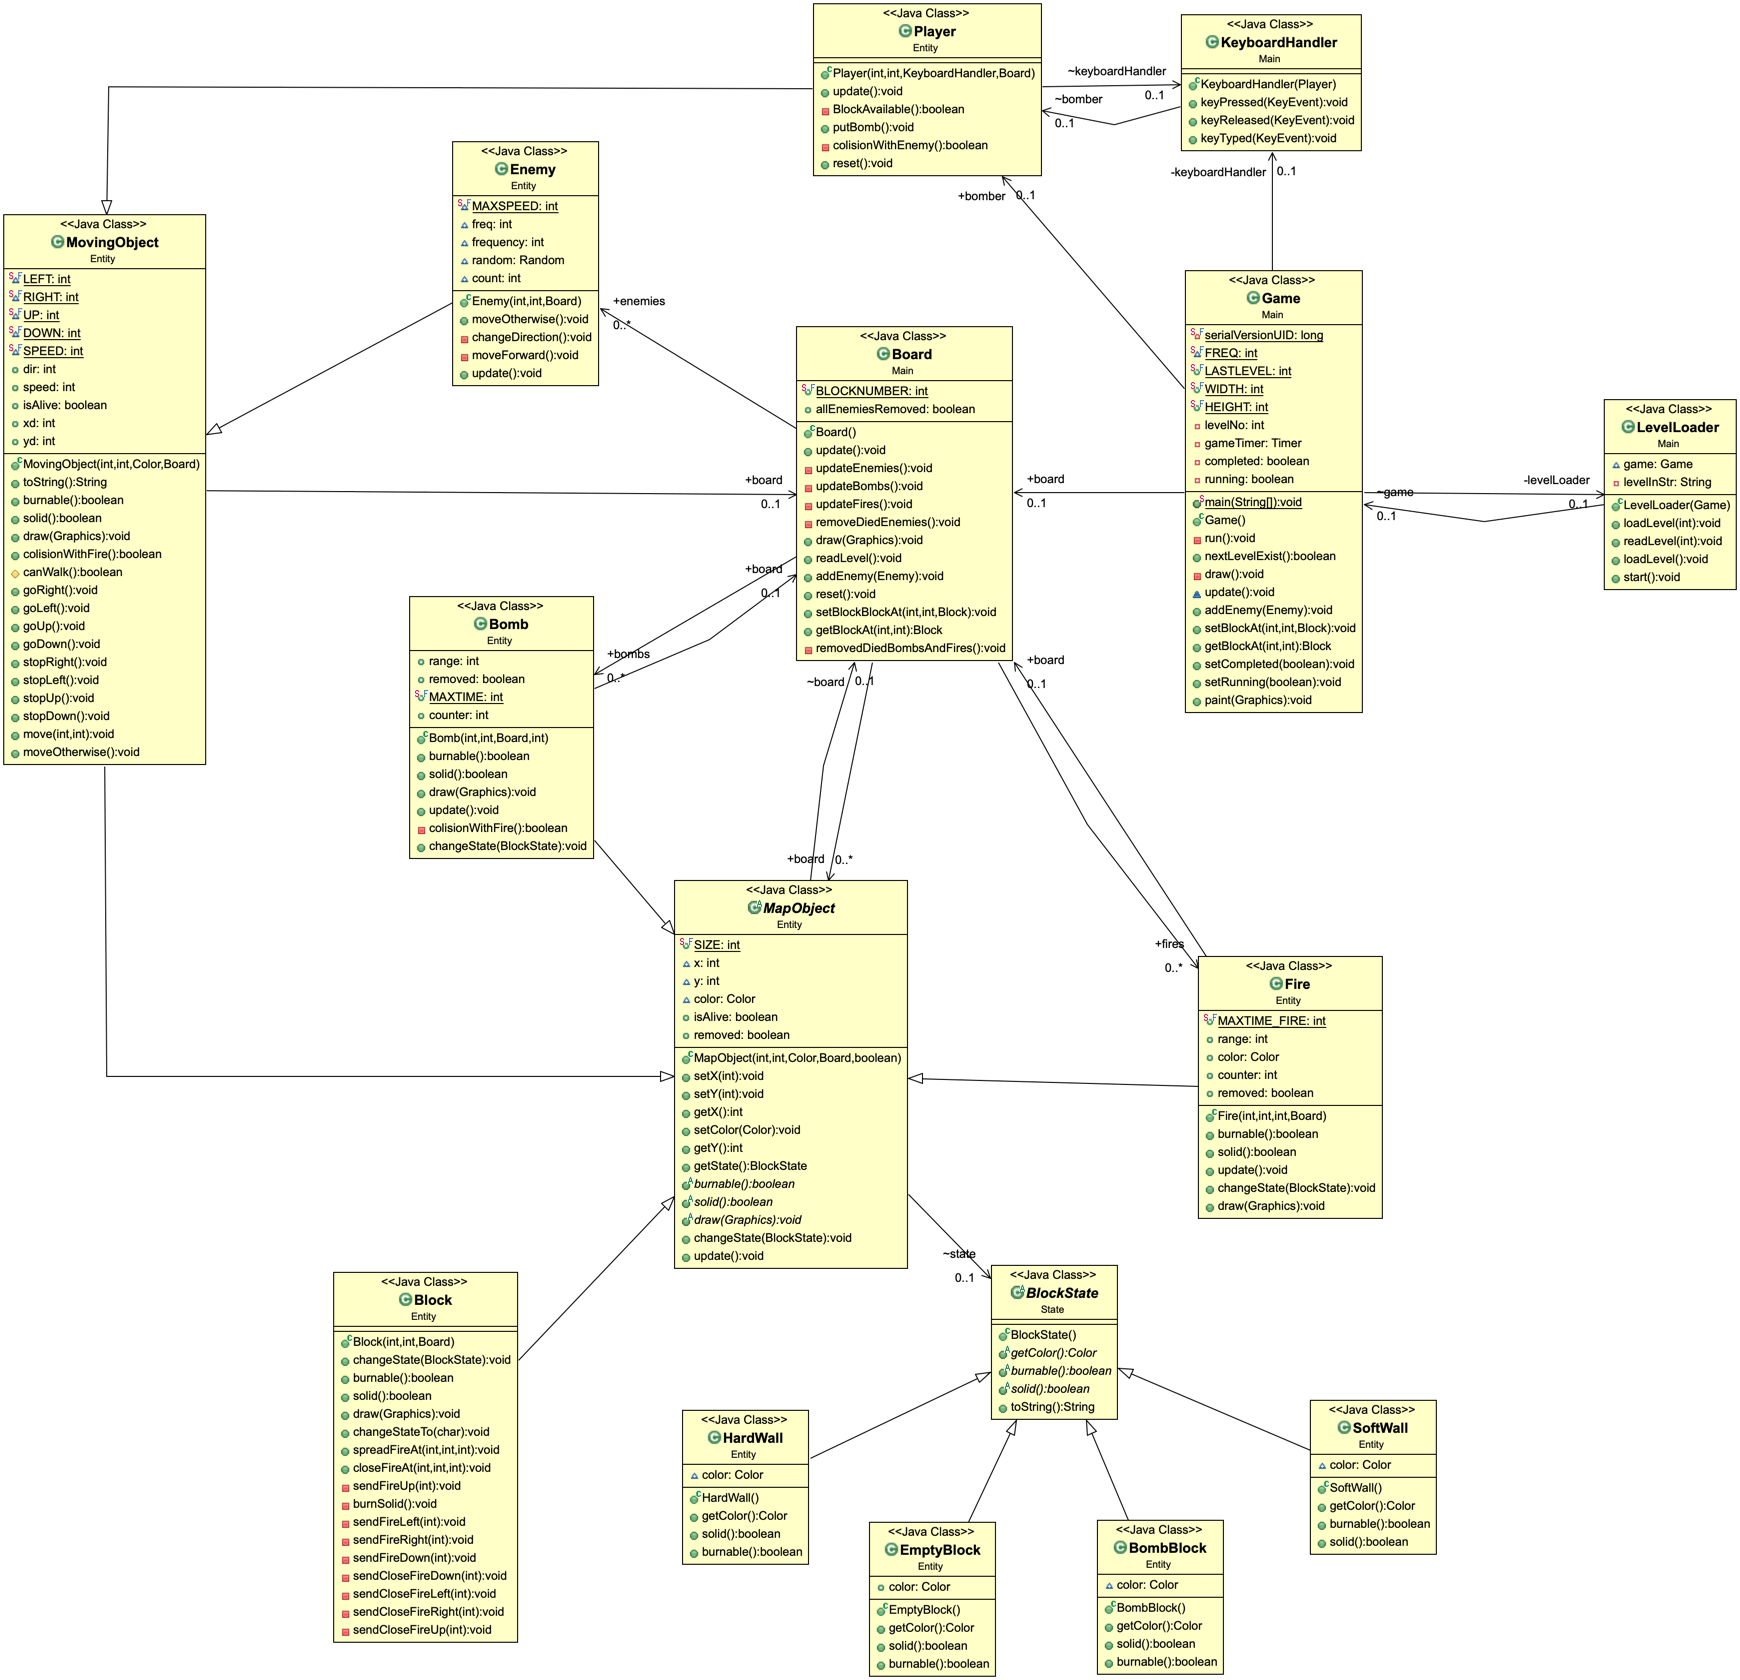 <<Java Class>>
Player
Entity
Player(int,int,KeyboardHandler,Board)
update():void
BlockAvailable():boolean
putBomb():void
colisionWithEnemy():boolean
reset():void
~keyboardHandler
0..1
~bomber
0..1
<<Java Class>>
KeyboardHandler
Main
KeyboardHandler(Player)
keyPressed(KeyEvent):void
keyReleased(KeyEvent):void
keyTyped(KeyEvent):void
-keyboardHandler
0..1
+bomber
0..1
<<Java Class>>
Enemy
Entity
MAXSPEED: int
freq: int
frequency: int
random: Random
count: int
Enemy(int,int,Board)
moveOtherwise():void
changeDirection():void
moveForward():void
update():void
+enemies
0..*
<<Java Class>>
MovingObject
Entity
LEFT: int
RIGHT: int
UP: int
DOWN: int
SPEED: int
dir: int
speed: int
isAlive: boolean
xd: int
yd: int
MovingObject(int,int,Color,Board)
toString():String
burnable():boolean
solid():boolean
draw(Graphics):void
colisionWithFire():boolean
canWalk():boolean
goRight():void
goLeft():void
goUp():void
goDown():void
stopRight():void
stopLeft():void
stopUp():void
stopDown():void
move(int,int):void
moveOtherwise():void
+board
0..1
<<Java Class>>
Board
Main
BLOCKNUMBER: int
allEnemiesRemoved: boolean
Board()
update():void
updateEnemies():void
updateBombs():void
updateFires():void
removeDiedEnemies():void
draw(Graphics):void
readLevel():void
addEnemy(Enemy):void
reset():void
setBlockBlockAt(int,int,Block):void
getBlockAt(int,int):Block
removedDiedBombsAndFires():void
+board
0..1
<<Java Class>>
Game
Main
serialVersionUID: long
FREQ: int
LASTLEVEL: int
WIDTH: int
HEIGHT: int
levelNo: int
gameTimer: Timer
completed: boolean
running: boolean
main(String[]):void
Game()
run():void
nextLevelExist():boolean
draw():void
update():void
addEnemy(Enemy):void
setBlockAt(int,int,Block):void
getBlockAt(int,int):Block
setCompleted(boolean):void
setRunning(boolean):void
paint(Graphics):void
-levelLoader
0..1
~game
0..1
<<Java Class>>
LevelLoader
Main
game: Game
levelInStr: String
LevelLoader(Game)
loadLevel(int):void
readLevel(int):void
loadLevel():void
start():void
+board
0..1
+bombs
0..*
<<Java Class>>
Bomb
Entity
range: int
removed: boolean
MAXTIME: int
counter: int
Bomb(int,int,Board,int)
burnable():boolean
solid():boolean
draw(Graphics):void
update():void
colisionWithFire():boolean
changeState(BlockState):void
~board
0..1
+board
0..*
+board
0..1
+fires
0..*
<<Java Class>>
MapObject
Entity
SIZE: int
x: int
y: int
color: Color
isAlive: boolean
removed: boolean
MapObject(int,int,Color,Board,boolean)
setX(int):void
setY(int):void
getX():int
setColor(Color):void
getY():int
getState():BlockState
burnable():boolean
solid():boolean
draw(Graphics):void
changeState(BlockState):void
update():void
<<Java Class>>
Fire
Entity
MAXTIME_FIRE: int
range: int
color: Color
counter: int
removed: boolean
Fire(int,int,int,Board)
burnable():boolean
solid():boolean
update():void
changeState(BlockState):void
draw(Graphics):void
~state
0..1
<<Java Class>>
Block
Entity
Block(int,int,Board)
changeState(BlockState):void
burnable():boolean
solid():boolean
draw(Graphics):void
changeStateTo(char):void
spreadFireAt(int,int,int):void
closeFireAt(int,int,int):void
sendFireUp(int):void
burnSolid():void
sendFireLeft(int):void
sendFireRight(int):void
sendFireDown(int):void
sendCloseFireDown(int):void
sendCloseFireLeft(int):void
sendCloseFireRight(int):void
sendCloseFireUp(int):void
<<Java Class>>
BlockState
State
BlockState()
getColor():Color
burnable():boolean
solid():boolean
toString():String
<<Java Class>>
HardWall
Entity
color: Color
HardWall()
getColor():Color
solid():boolean
burnable():boolean
<<Java Class>>
EmptyBlock
Entity
color: Color
EmptyBlock()
getColor():Color
solid():boolean
burnable():boolean
<<Java Class>>
BombBlock
Entity
color: Color
BombBlock()
getColor():Color
solid():boolean
burnable():boolean
<<Java Class>>
SoftWall
Entity
color: Color
SoftWall()
getColor():Color
burnable():boolean
solid():boolean